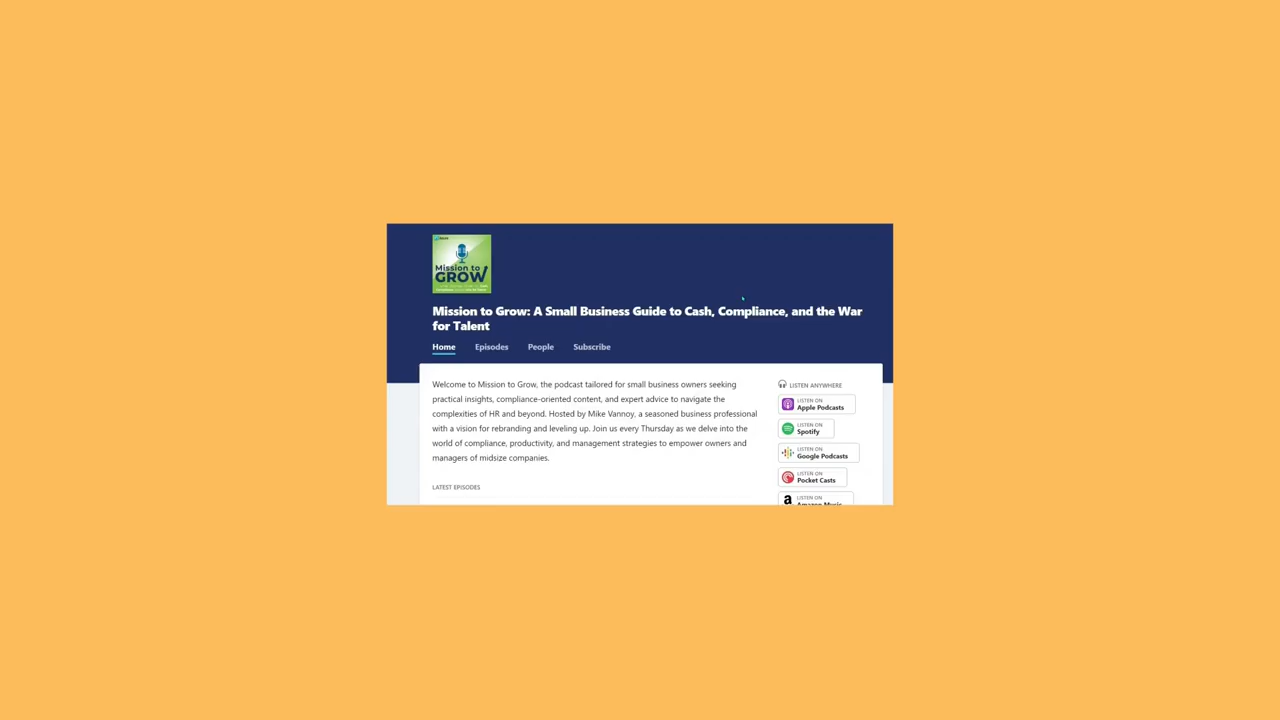 Mission to
GROW
Mission to Grow: A Small Business Guide to Cash, Compliance, and the War
for Talent
Home Episodes People Subscribe
Welcome to Mission to Grow, the podcast tailored for small business owners seeking
practical insights, compliance-oriented content, and expert advice to navigate the
complexities of HR and beyond. Hosted by Mike Vannoy, a seasoned business professional
with a vision for rebranding and leveling up. Join us every Thursday as we delve into the
world of compliance, productivity, and management strategies to empower owners and
managers of midsize companies.
LATEST EPISODES
LISTEN ANYWHERE
LISTEN ON
Apple Podcasts
LISTEN ON
Spotify
LISTEN ON
Google Podcasts
LISTEN ON
Pocket Casts
LISTEN ON
Amazon Music